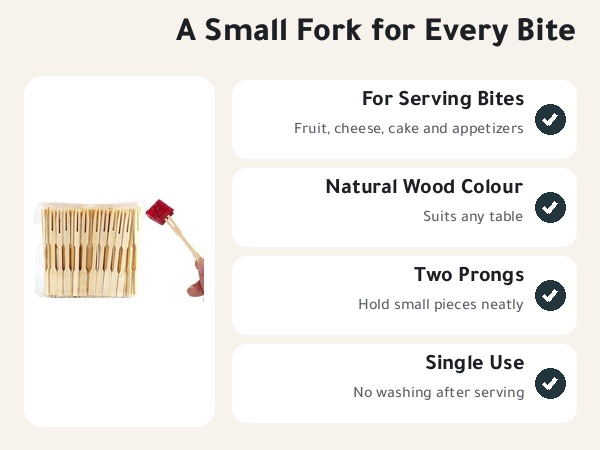 A Small Fork for Every Bite
For Serving Bites
Fruit, cheese, cake and appetizers
Natural Wood Colour
Suits any table
Two Prongs
Hold small pieces neatly
Single Use
No washing after serving